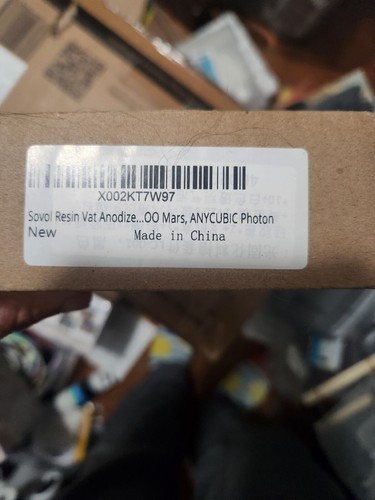 X002KT7W97
Sovol Resin Vat Anodize...OO Mars, ANYCUBIC Photon
New
Made in China